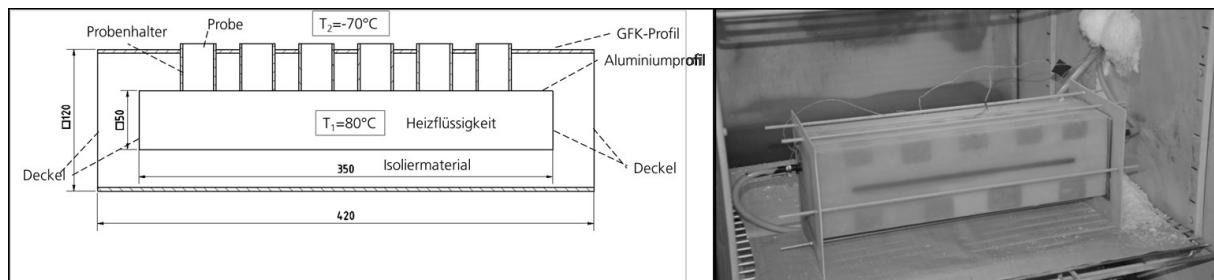 T₂=-70°C
Probe
Probenhalter
GFK-Profil
Aluminiumprofil
□120
□50
T₁=80°C
Heizflüssigkeit
Isoliermaterial
Deckel
Deckel
350
420